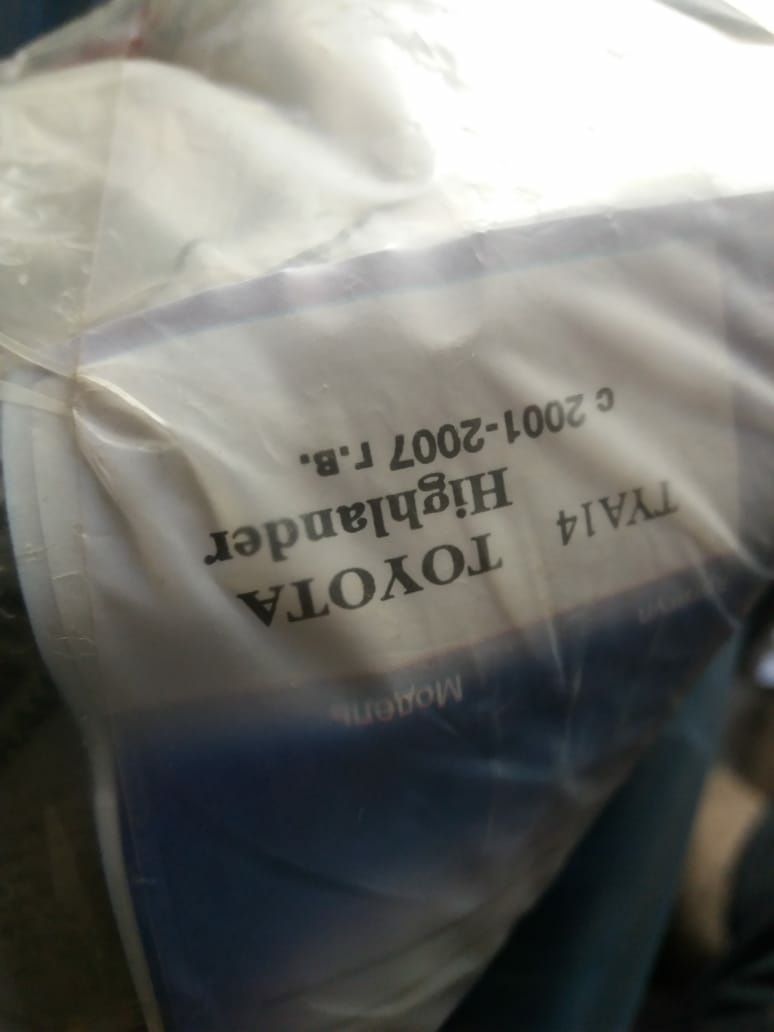 Модель
TYA14 TOYOTA
Highlander
с 2001-2007 г.в.